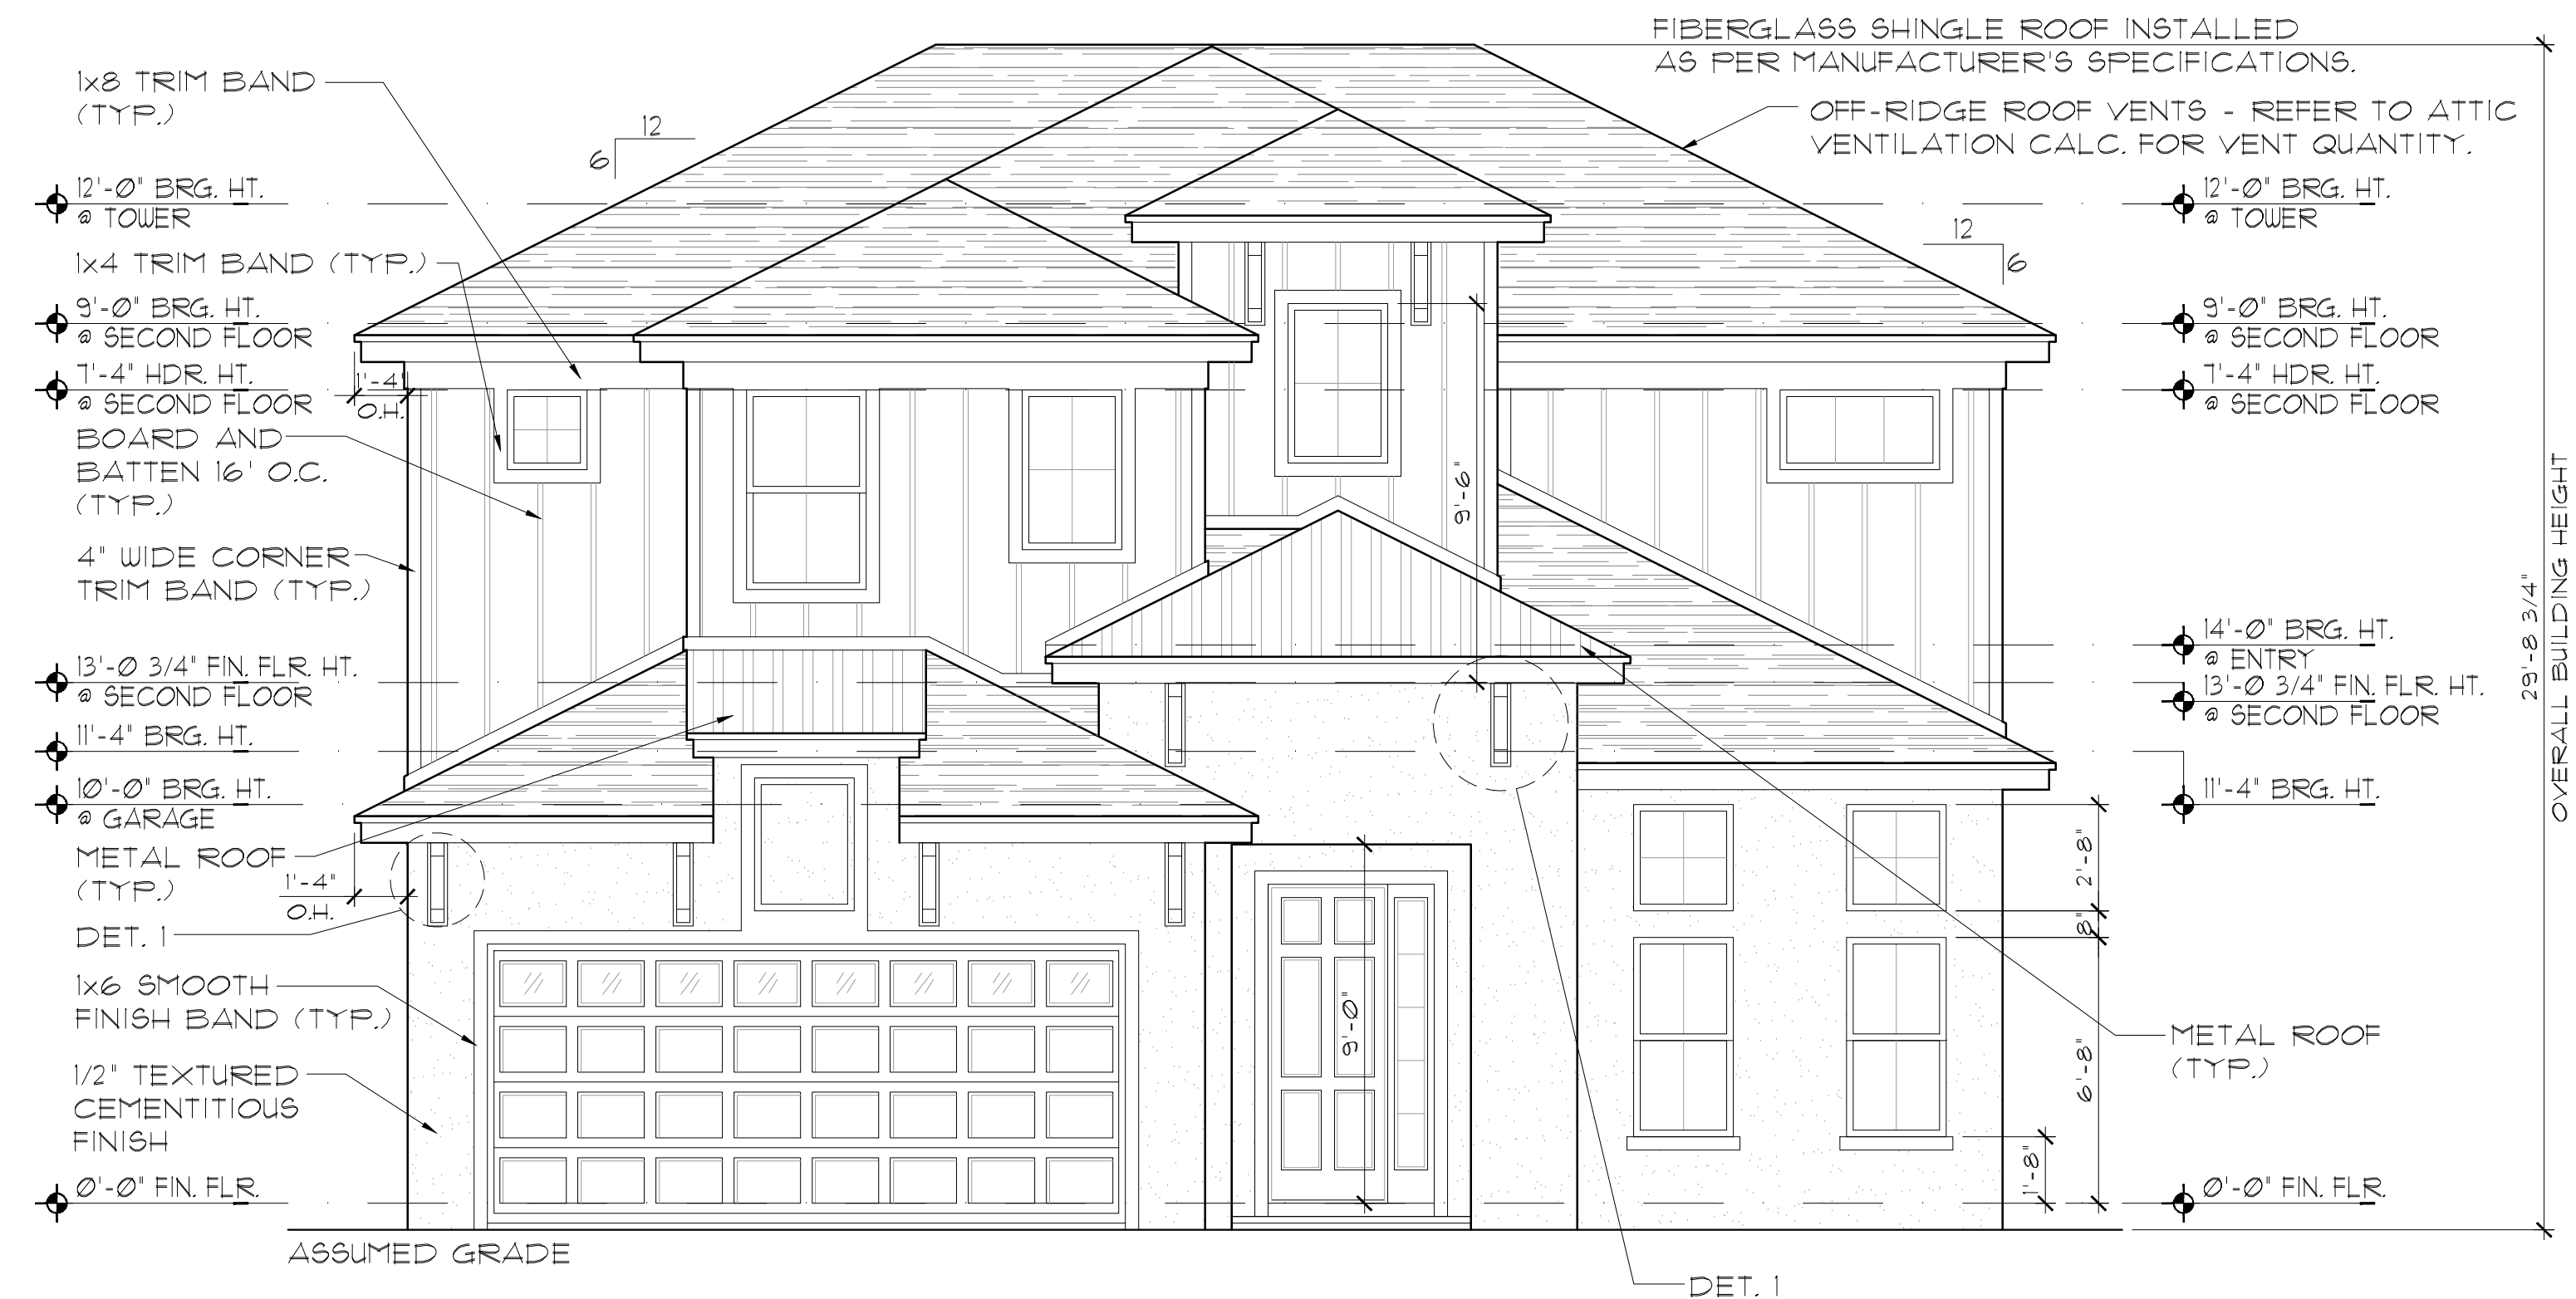 FIBERGLASS SHINGLE ROOF INSTALLED
AS PER MANUFACTURER'S SPECIFICATIONS.
OFF-RIDGE ROOF VENTS - REFER TO ATTIC
VENTILATION CALC. FOR VENT QUANTITY.
1x8 TRIM BAND
(TYP.)
12
6
12'-0" BRG. HT.
@ TOWER
1x4 TRIM BAND (TYP.)
9'-0" BRG. HT.
@ SECOND FLOOR
7'-4" HDR. HT.
@ SECOND FLOOR
1'-4"
O.H.
BOARD AND
BATTEN 16' O.C.
(TYP.)
4" WIDE CORNER
TRIM BAND (TYP.)
13'-0 3/4" FIN. FLR. HT.
@ SECOND FLOOR
11'-4" BRG. HT.
10'-0" BRG. HT.
@ GARAGE
METAL ROOF
(TYP.)
1'-4"
O.H.
DET. 1
1x6 SMOOTH
FINISH BAND (TYP.)
1/2" TEXTURED
CEMENTITIOUS
FINISH
0'-0" FIN. FLR.
ASSUMED GRADE
9'-6"
9'-0"
12'-0" BRG. HT.
@ TOWER
12
6
9'-0" BRG. HT.
@ SECOND FLOOR
7'-4" HDR. HT.
@ SECOND FLOOR
14'-0" BRG. HT.
@ ENTRY
13'-0 3/4" FIN. FLR. HT.
@ SECOND FLOOR
11'-4" BRG. HT.
2'-8"
8"
6'-8"
1'-8"
METAL ROOF
(TYP.)
0'-0" FIN. FLR.
DET. 1
29'-8 3/4"
OVERALL BUILDING HEIGHT